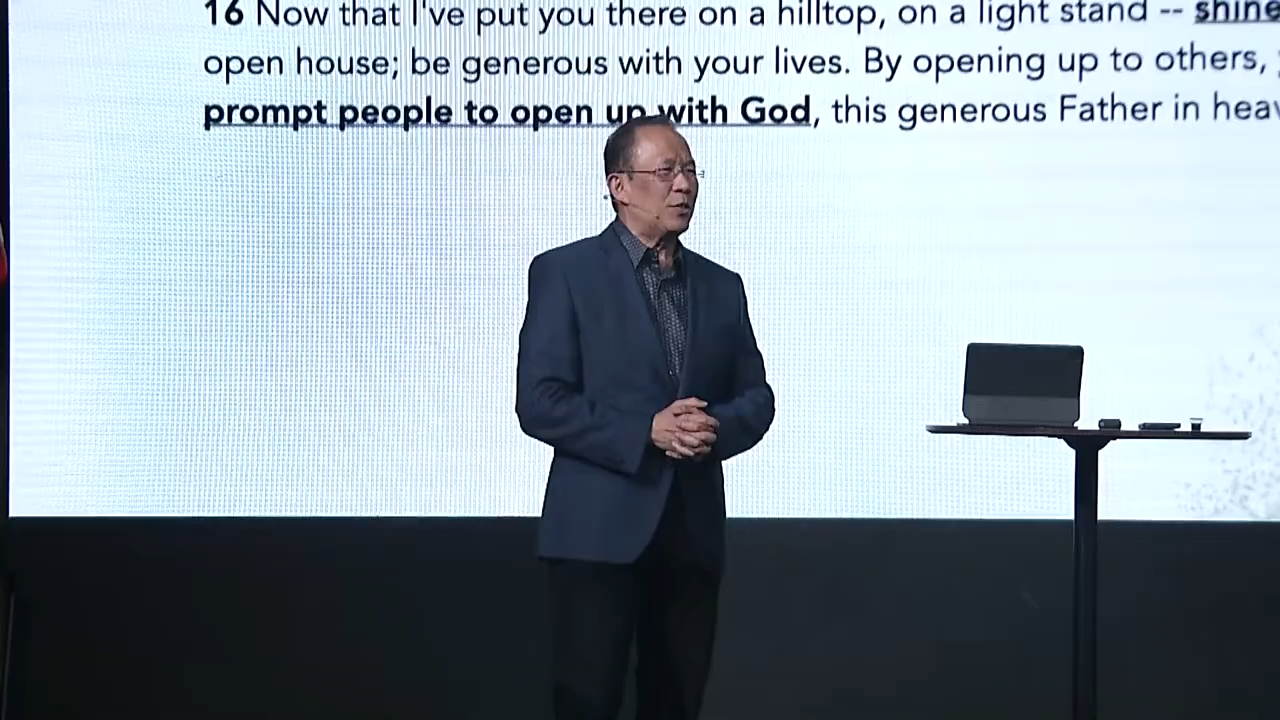 16 Now that I've put you there on a hilltop, on a light stand -- shine
open house; be generous with your lives. By opening up to others,
prompt people to open up with God, this generous Father in